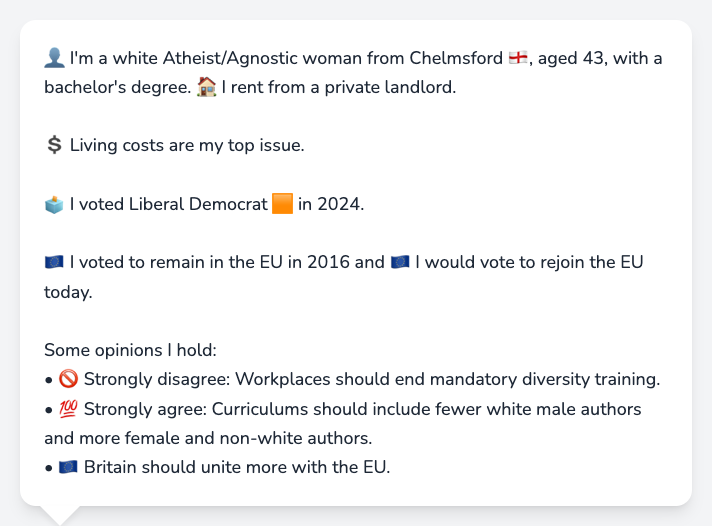 👤 I'm a white Atheist/Agnostic woman from Chelmsford 🏴󠁧󠁢󠁥󠁮󠁧󠁿, aged 43, with a
bachelor's degree. 🏠 I rent from a private landlord.
💲 Living costs are my top issue.
🗳️ I voted Liberal Democrat 🟧 in 2024.
🇪🇺 I voted to remain in the EU in 2016 and 🇪🇺 I would vote to rejoin the EU
today.
Some opinions I hold:
• 🚫 Strongly disagree: Workplaces should end mandatory diversity training.
• 💯 Strongly agree: Curriculums should include fewer white male authors
and more female and non-white authors.
• 🇪🇺 Britain should unite more with the EU.